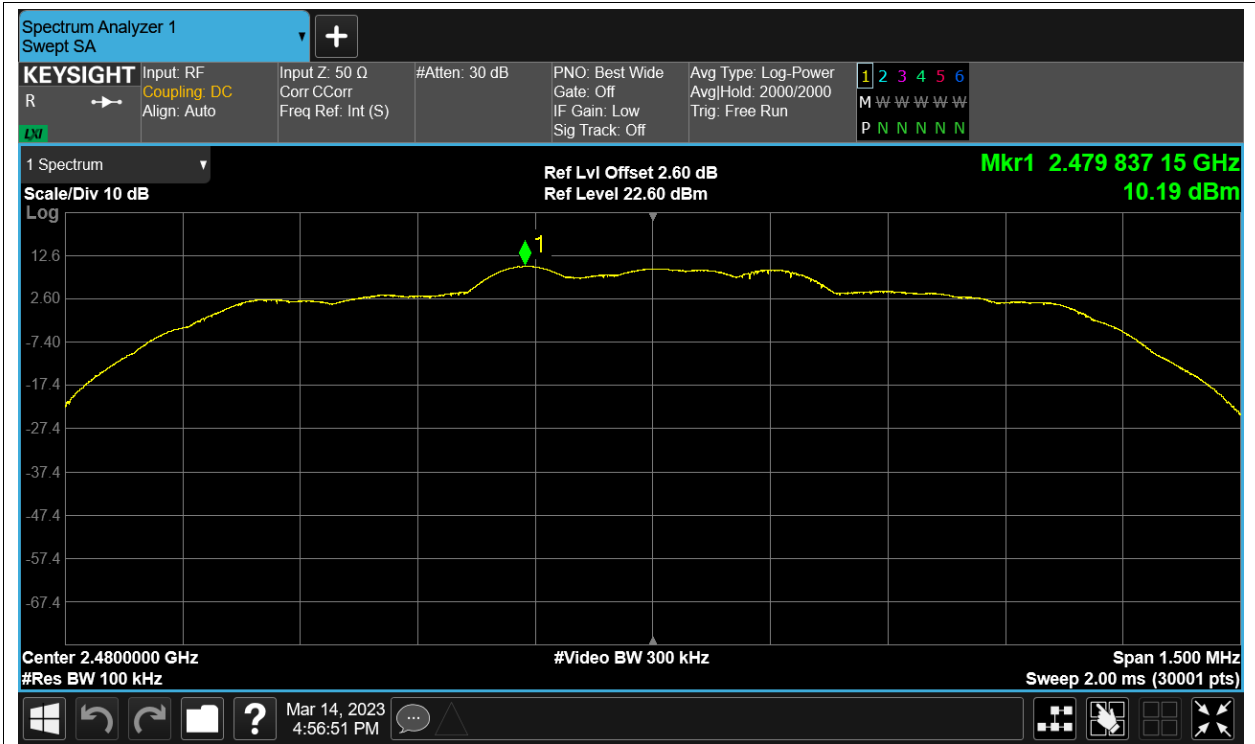 Spectrum Analyzer 1
Swept SA
+
KEYSIGHT
R
LXI
Input: RF
Coupling: DC
Align: Auto
Input Z: 50 Ω
Corr CCorr
Freq Ref: Int (S)
#Atten: 30 dB
PNO: Best Wide
Gate: Off
IF Gain: Low
Sig Track: Off
Avg Type: Log-Power
Avg|Hold: 2000/2000
Trig: Free Run
1 2 3 4 5 6
M W W W W W
P N N N N N
1 Spectrum
Scale/Div 10 dB
Log
Ref Lvl Offset 2.60 dB
Ref Level 22.60 dBm
Mkr1 2.479 837 15 GHz
10.19 dBm
1
12.6
2.60
-7.40
-17.4
-27.4
-37.4
-47.4
-57.4
-67.4
Center 2.4800000 GHz
#Res BW 100 kHz
#Video BW 300 kHz
Span 1.500 MHz
Sweep 2.00 ms (30001 pts)
?
Mar 14, 2023
4:56:51 PM